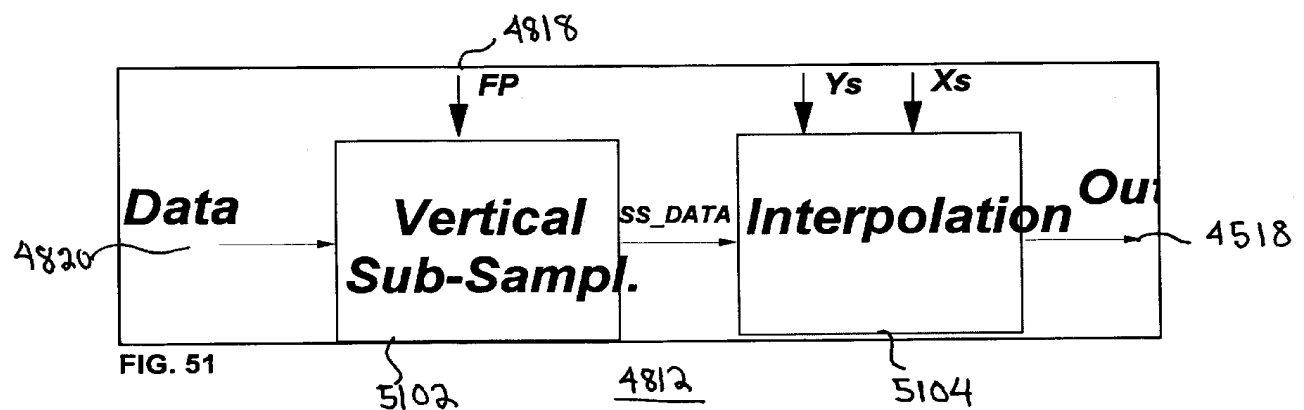 4818
FP
Ys Xs
Data
Vertical
Sub-Sampl.
SS_DATA
Interpolation
Out
4820
4518
FIG. 51
5102
4812
5104